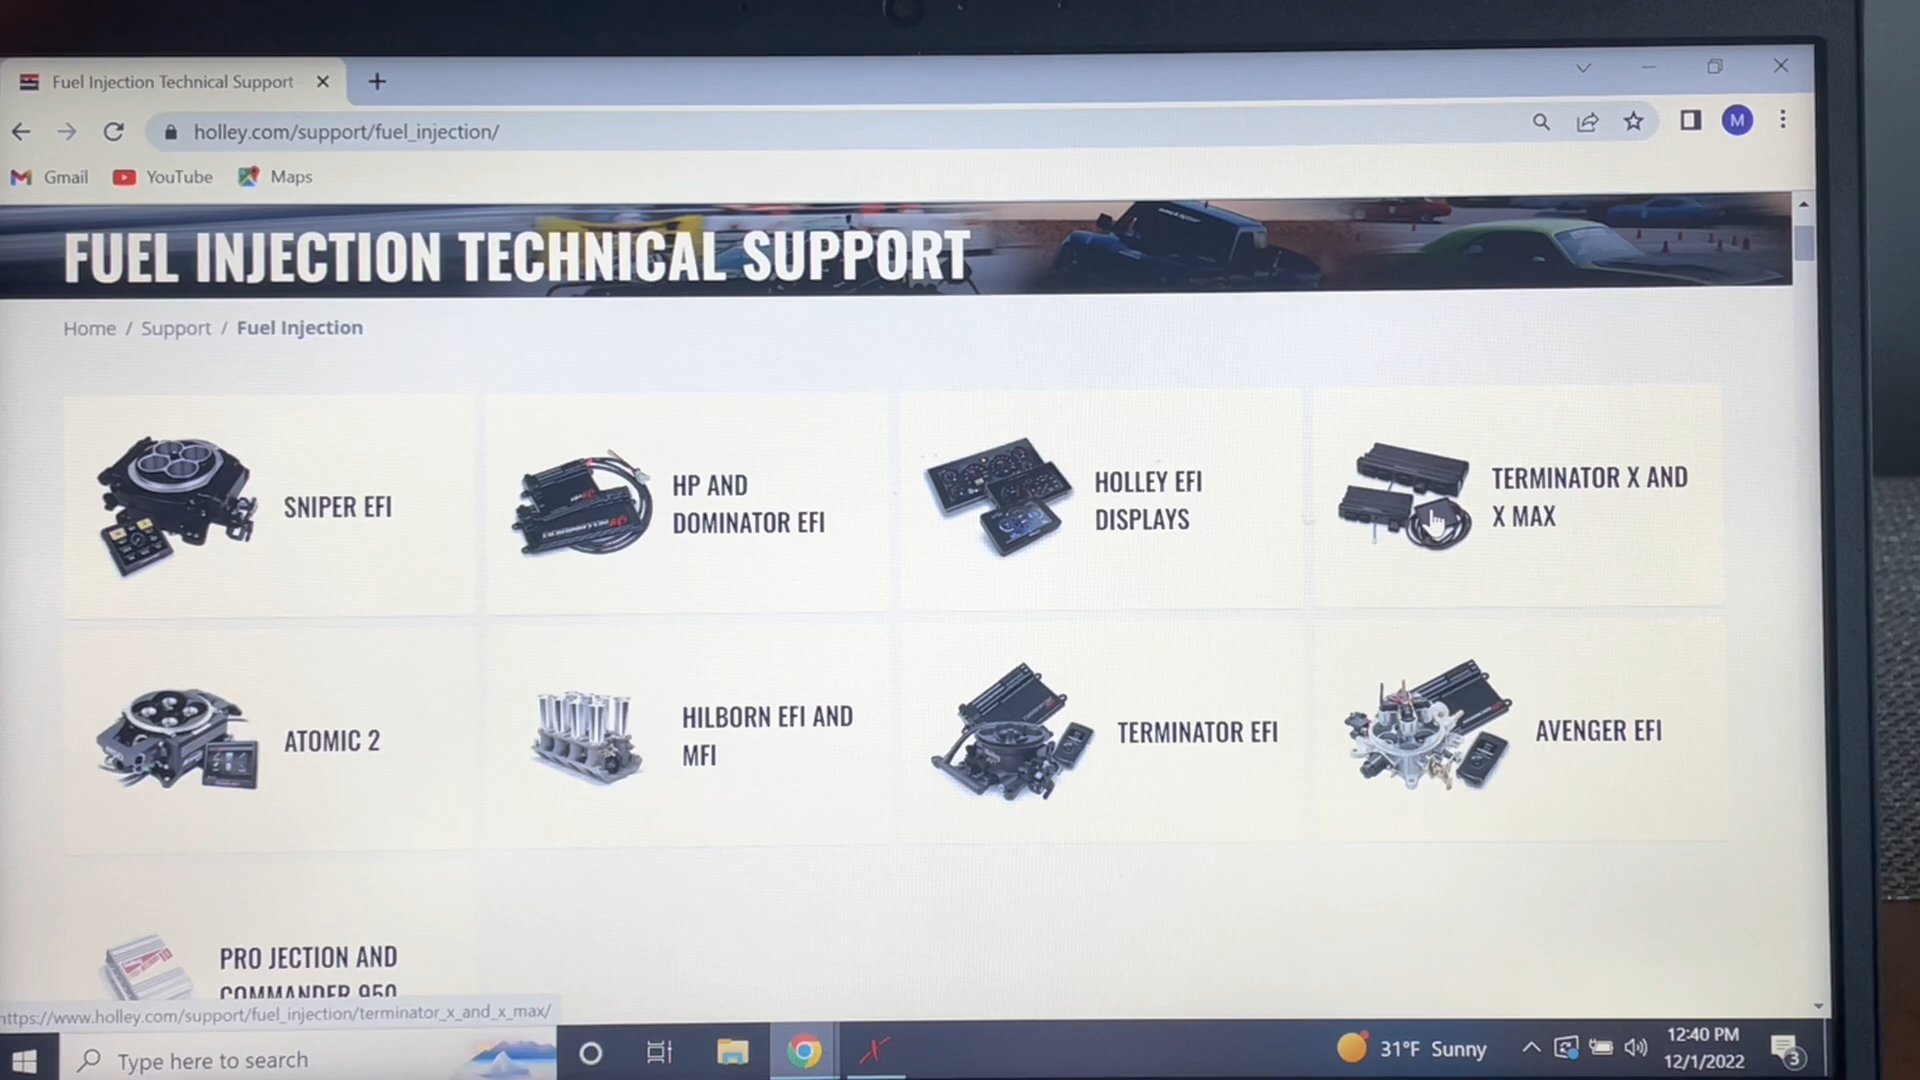 Fuel Injection Technical Support
holley.com/support/fuel_injection/
M
Gmail YouTube Maps
FUEL INJECTION TECHNICAL SUPPORT
Home / Support / Fuel Injection
SNIPER EFI
HP AND
DOMINATOR EFI
HOLLEY EFI
DISPLAYS
TERMINATOR X AND
X MAX
ATOMIC 2
HILBORN EFI AND
MFI
TERMINATOR EFI
AVENGER EFI
PRO JECTION AND
COMMANDER 950
https://www.holley.com/support/fuel_injection/terminator_x_and_x_max/
Type here to search
31°F Sunny
12:40 PM
12/1/2022
3